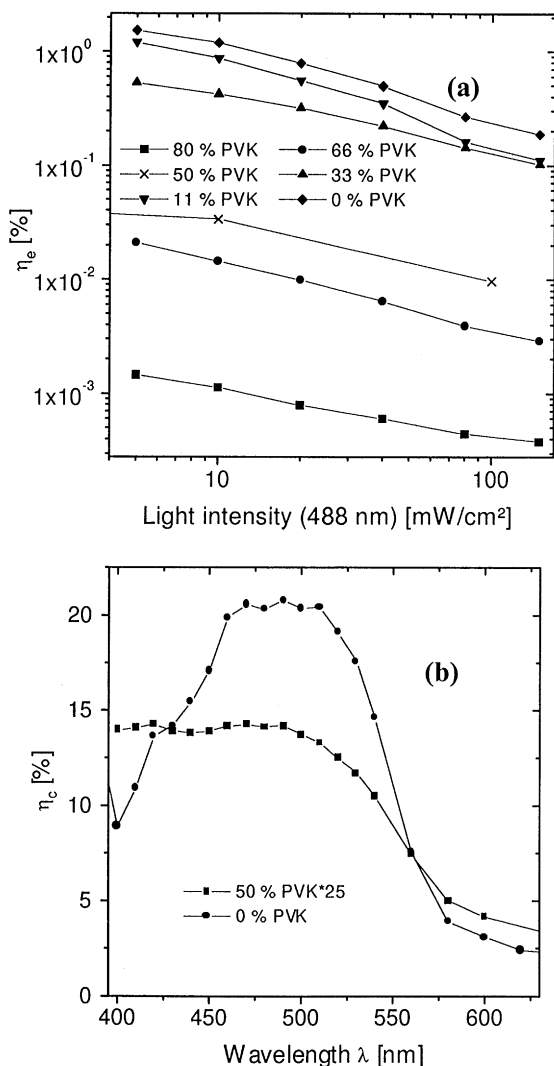 1x10⁰
(a)
1x10⁻¹
80 % PVK 66 % PVK
50 % PVK 33 % PVK
11 % PVK 0 % PVK
ηe [%]
1x10⁻²
1x10⁻³
10 100
Light intensity (488 nm) [mW/cm²]
20
(b)
15
ηc [%]
10
50 % PVK*25
0 % PVK
5
0
400 450 500 550 600
Wavelength λ [nm]